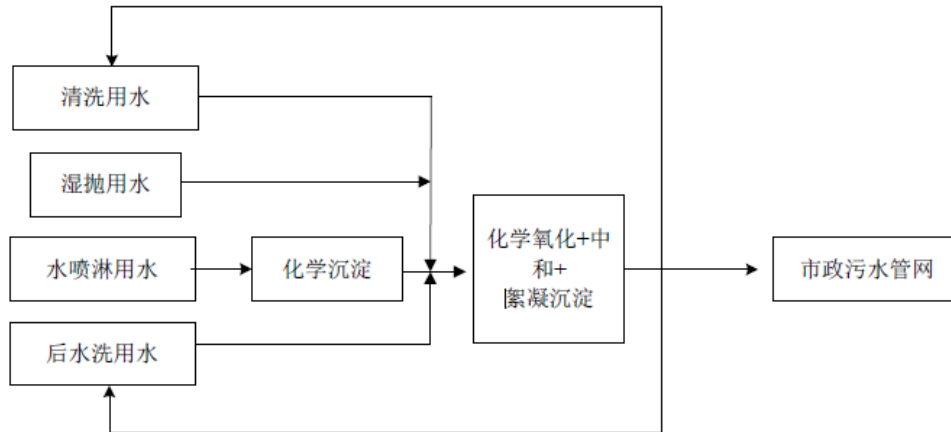 清洗用水
湿抛用水
水喷淋用水
化学沉淀
后水洗用水
化学氧化+中
和+
絮凝沉淀
市政污水管网